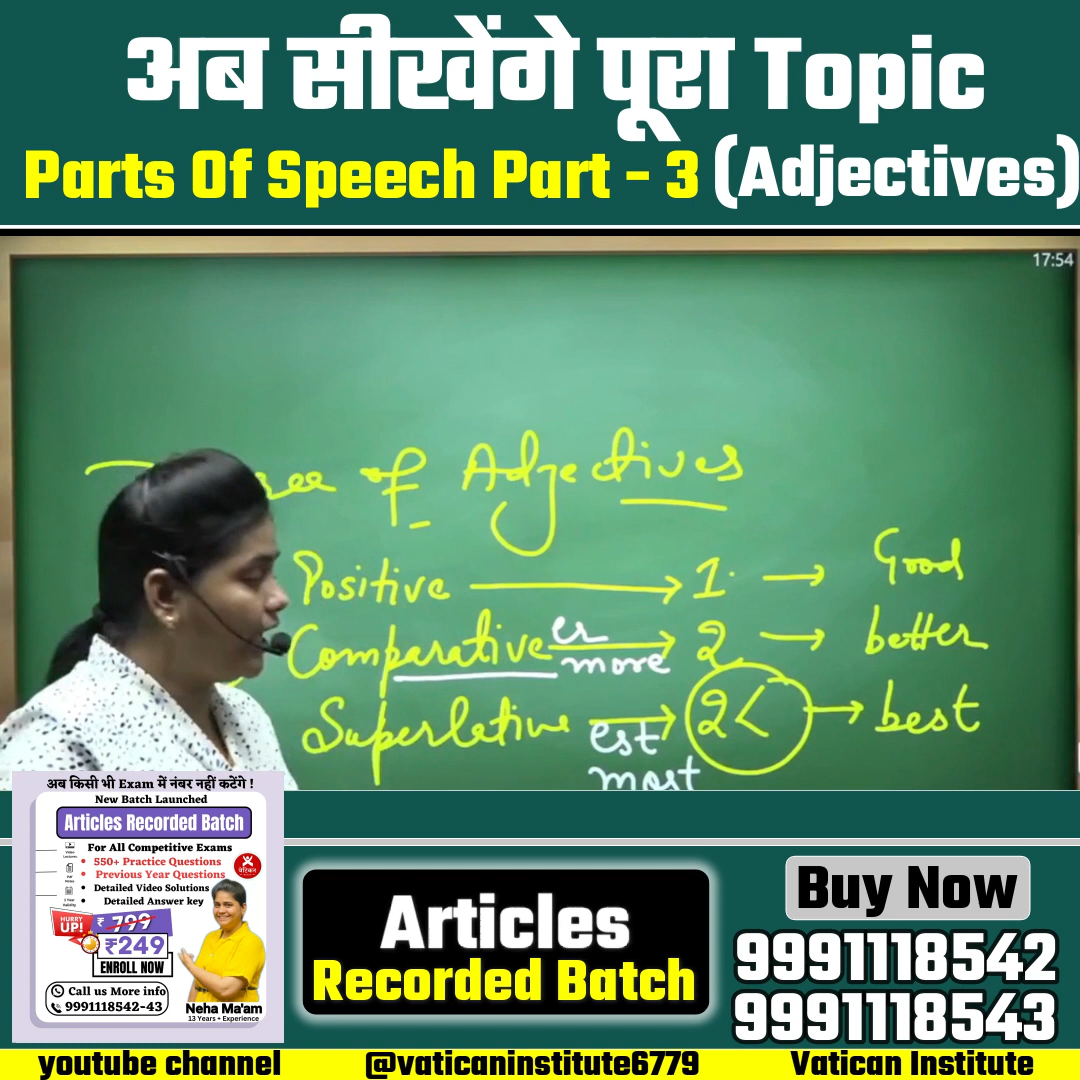 अब सीखेंगे पूरा Topic
Parts Of Speech Part - 3 (Adjectives)
17:54
ree of Adjectives
Positive → 1. → Good
Comparative er more → 2 → better
Superlative est most → 2< → best
अब किसी भी Exam में नंबर नहीं कटेंगे !
New Batch Launched
Articles Recorded Batch
For All Competitive Exams
• 550+ Practice Questions
• Previous Year Questions
• Detailed Video Solutions
• Detailed Answer key
HURRY UP!
₹ 799
₹249
ENROLL NOW
Call us More info
9991118542-43
Neha Ma'am
13 Years + Experience
Articles
Recorded Batch
Buy Now
9991118542
9991118543
youtube channel @vaticaninstitute6779 Vatican Institute